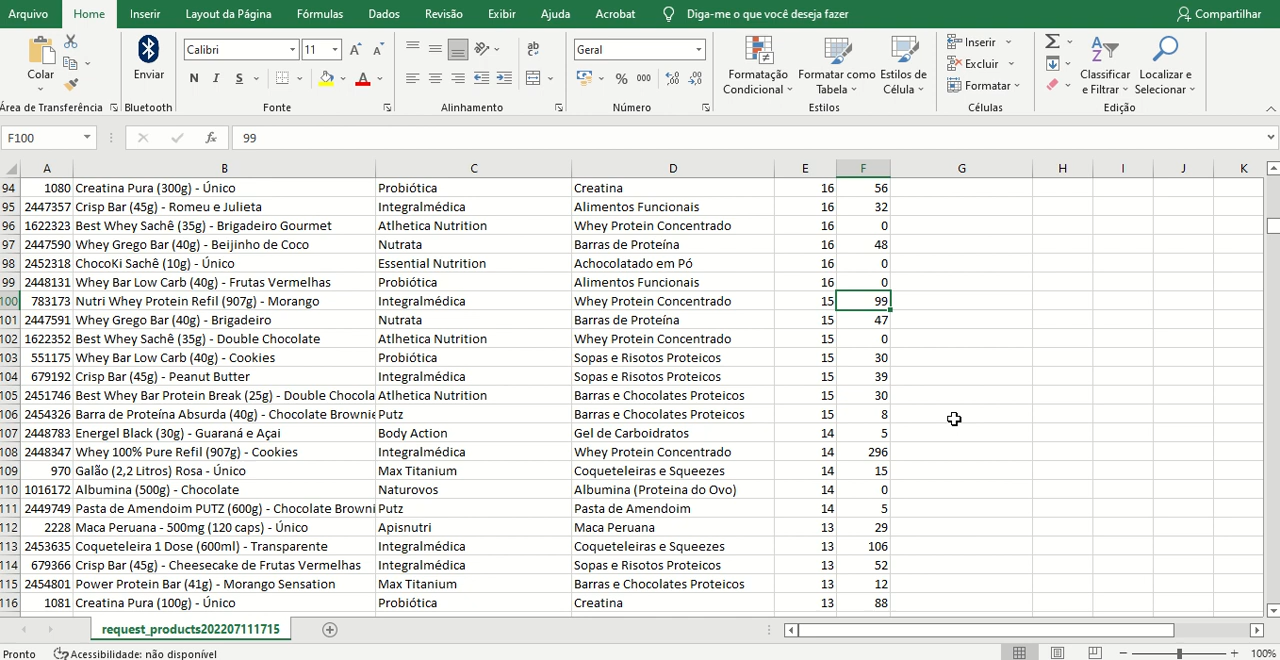 Arquivo Home Inserir Layout da Página Fórmulas Dados Revisão Exibir Ajuda Acrobat Diga-me o que você deseja fazer Compartilhar
Colar
Área de Transferência
Enviar
Bluetooth
Calibri 11
N I S
Fonte
Alinhamento
Geral
% 000
Número
Formatação Condicional
Formatar como Tabela
Estilos de Célula
Estilos
Inserir
Excluir
Formatar
Células
Classificar e Filtrar
Localizar e Selecionar
Edição
F100 fx 99
A B C D E F G H I J K
94 1080 Creatina Pura (300g) - Único Probiótica Creatina 16 56
95 2447357 Crisp Bar (45g) - Romeu e Julieta Integralmédica Alimentos Funcionais 16 32
96 1622323 Best Whey Sachê (35g) - Brigadeiro Gourmet Atlhetica Nutrition Whey Protein Concentrado 16 0
97 2447590 Whey Grego Bar (40g) - Beijinho de Coco Nutrata Barras de Proteína 16 48
98 2452318 ChocoKi Sachê (10g) - Único Essential Nutrition Achocolatado em Pó 16 0
99 2448131 Whey Bar Low Carb (40g) - Frutas Vermelhas Probiótica Alimentos Funcionais 16 0
100 783173 Nutri Whey Protein Refil (907g) - Morango Integralmédica Whey Protein Concentrado 15 99
101 2447591 Whey Grego Bar (40g) - Brigadeiro Nutrata Barras de Proteína 15 47
102 1622352 Best Whey Sachê (35g) - Double Chocolate Atlhetica Nutrition Whey Protein Concentrado 15 0
103 551175 Whey Bar Low Carb (40g) - Cookies Probiótica Sopas e Risotos Proteicos 15 30
104 679192 Crisp Bar (45g) - Peanut Butter Integralmédica Sopas e Risotos Proteicos 15 39
105 2451746 Best Whey Bar Protein Break (25g) - Double Chocola Atlhetica Nutrition Barras e Chocolates Proteicos 15 30
106 2454326 Barra de Proteína Absurda (40g) - Chocolate Brownie Putz Barras e Chocolates Proteicos 15 8
107 2448783 Energel Black (30g) - Guaraná e Açai Body Action Gel de Carboidratos 14 5
108 2448347 Whey 100% Pure Refil (907g) - Cookies Integralmédica Whey Protein Concentrado 14 296
109 970 Galão (2,2 Litros) Rosa - Único Max Titanium Coqueteleiras e Squeezes 14 15
110 1016172 Albumina (500g) - Chocolate Naturovos Albumina (Proteina do Ovo) 14 0
111 2449749 Pasta de Amendoim PUTZ (600g) - Chocolate Browni Putz Pasta de Amendoim 14 5
112 2228 Maca Peruana - 500mg (120 caps) - Único Apisnutri Maca Peruana 13 29
113 2453635 Coqueteleira 1 Dose (600ml) - Transparente Integralmédica Coqueteleiras e Squeezes 13 106
114 679366 Crisp Bar (45g) - Cheesecake de Frutas Vermelhas Integralmédica Sopas e Risotos Proteicos 13 52
115 2454801 Power Protein Bar (41g) - Morango Sensation Max Titanium Barras e Chocolates Proteicos 13 12
116 1081 Creatina Pura (100g) - Único Probiótica Creatina 13 88
request_products202207111715
Pronto Acessibilidade: não disponível 100%